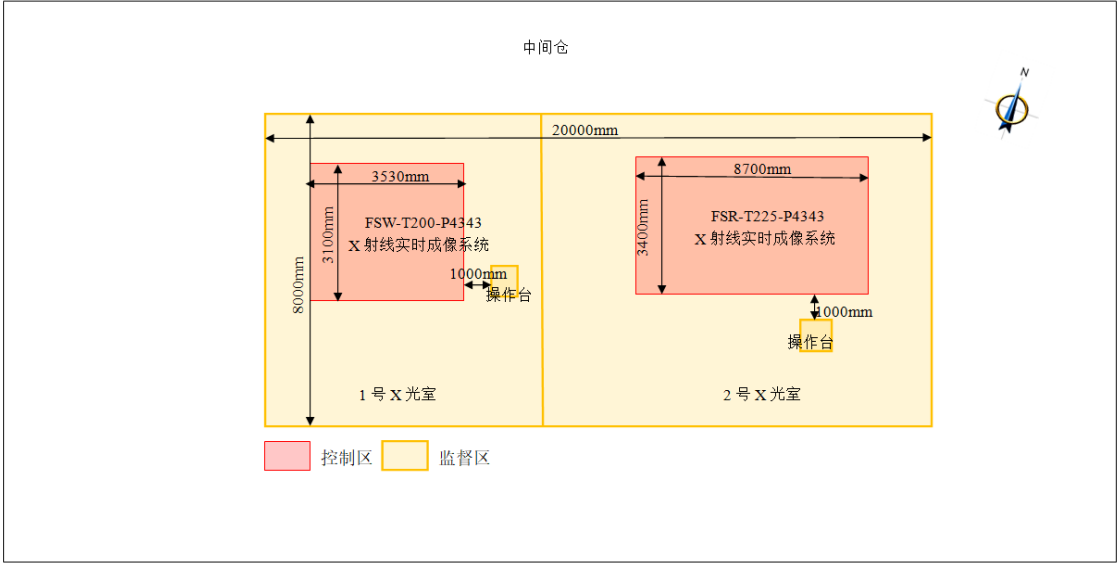 中间仓
N
20000mm
3530mm
8700mm
3100mm
FSW-T200-P4343
X 射线实时成像系统
3400mm
FSR-T225-P4343
X 射线实时成像系统
8000mm
1000mm
操作台
1000mm
操作台
1 号 X 光室
2 号 X 光室
控制区
监督区